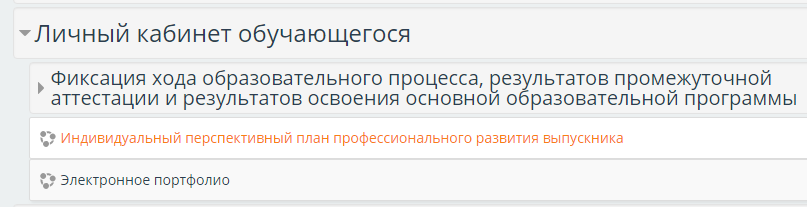 Личный кабинет обучающегося
Фиксация хода образовательного процесса, результатов промежуточной
аттестации и результатов освоения основной образовательной программы
Индивидуальный перспективный план профессионального развития выпускника
Электронное портфолио